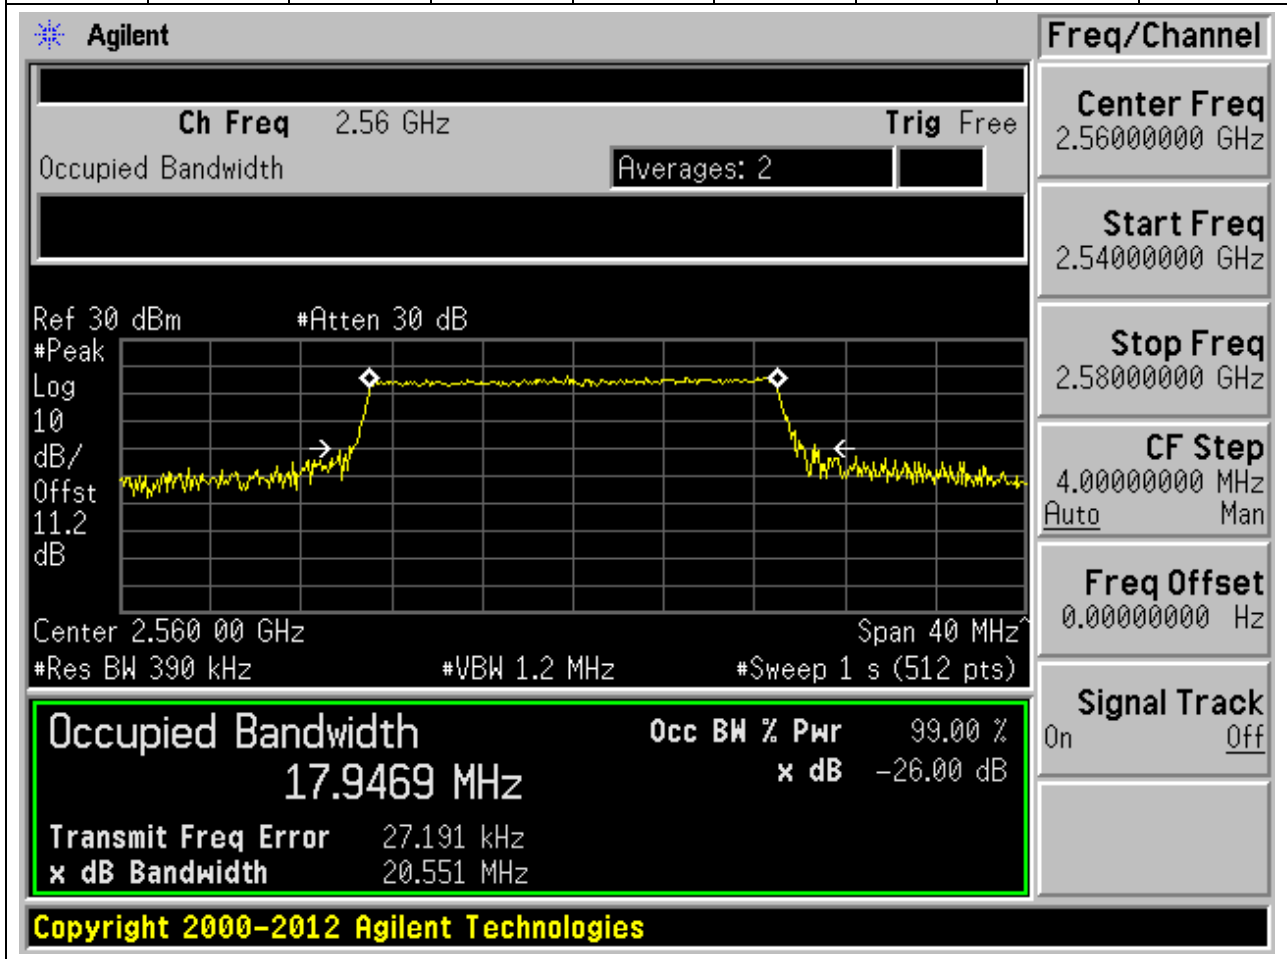 Agilent
Freq/Channel
Ch Freq 2.56 GHz Trig Free
Occupied Bandwidth Averages: 2
Center Freq
2.56000000 GHz
Start Freq
2.54000000 GHz
Stop Freq
2.58000000 GHz
CF Step
4.00000000 MHz
Auto Man
Freq Offset
0.00000000 Hz
Signal Track
On Off
Ref 30 dBm #Atten 30 dB
#Peak
Log
10
dB/
Offst
11.2
dB
Center 2.560 00 GHz Span 40 MHz^
#Res BW 390 kHz #VBW 1.2 MHz #Sweep 1 s (512 pts)
Occupied Bandwidth Occ BW % Pwr 99.00 %
17.9469 MHz x dB -26.00 dB
Transmit Freq Error 27.191 kHz
x dB Bandwidth 20.551 MHz
Copyright 2000-2012 Agilent Technologies